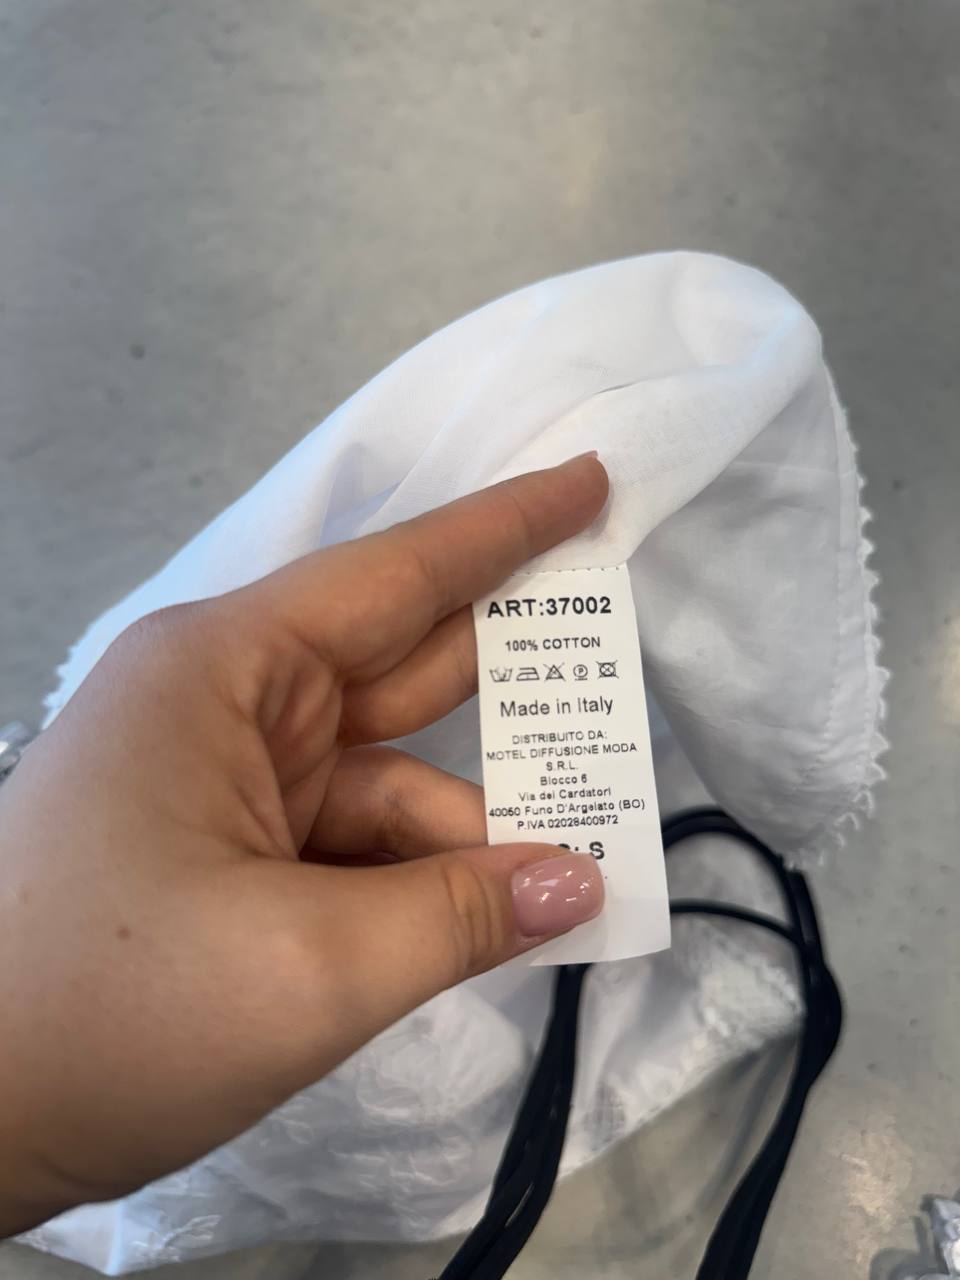 ART:37002
100% COTTON
Made in Italy
DISTRIBUITO DA:
MOTEL DIFFUSIONE MODA
S.R.L.
Blocco 6
Via dei Cardatori
40050 Funo D'Argelato (BO)
P.IVA 02028400972
S